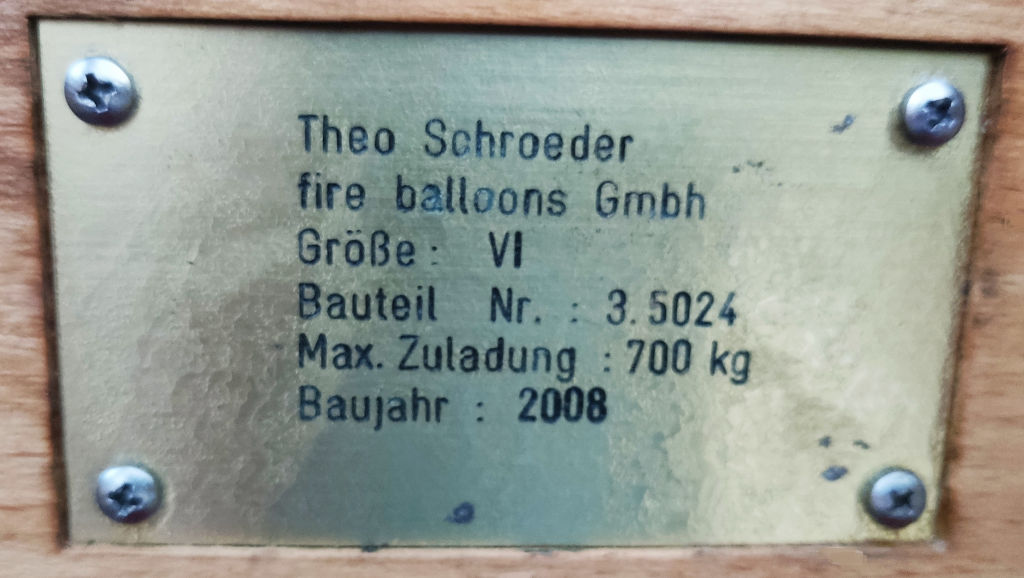 Theo Schroeder
fire balloons Gmbh
Größe: VI
Bauteil Nr. : 3.5024
Max. Zuladung : 700 kg
Baujahr : 2008